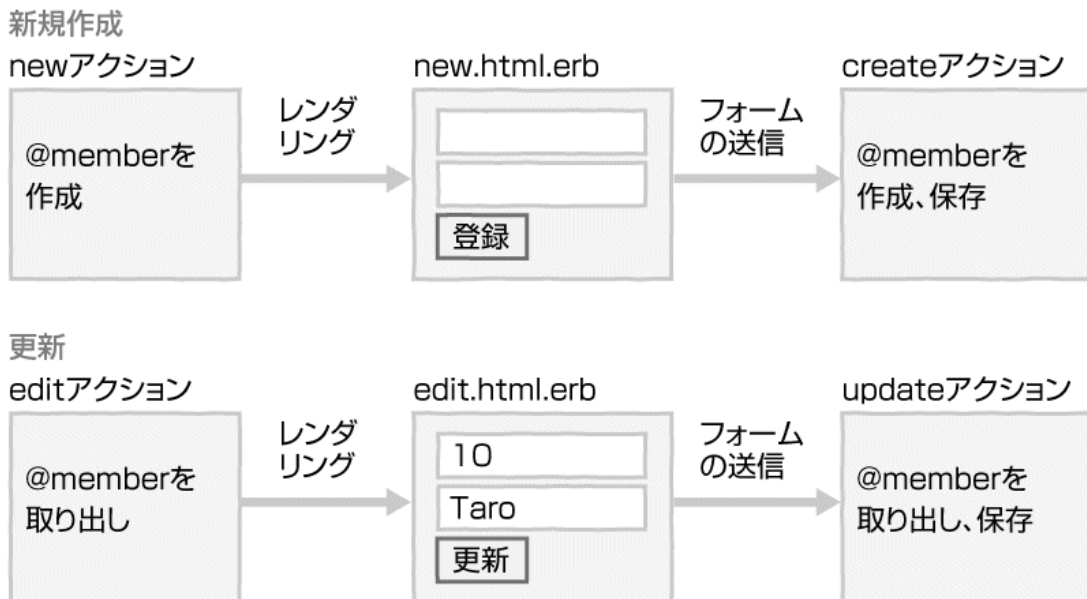 新規作成
newアクション
new.html.erb
createアクション
@memberを
作成
レンダ
リング
登録
フォーム
の送信
@memberを
作成、保存
更新
editアクション
edit.html.erb
updateアクション
@memberを
取り出し
レンダ
リング
10
Taro
更新
フォーム
の送信
@memberを
取り出し、保存